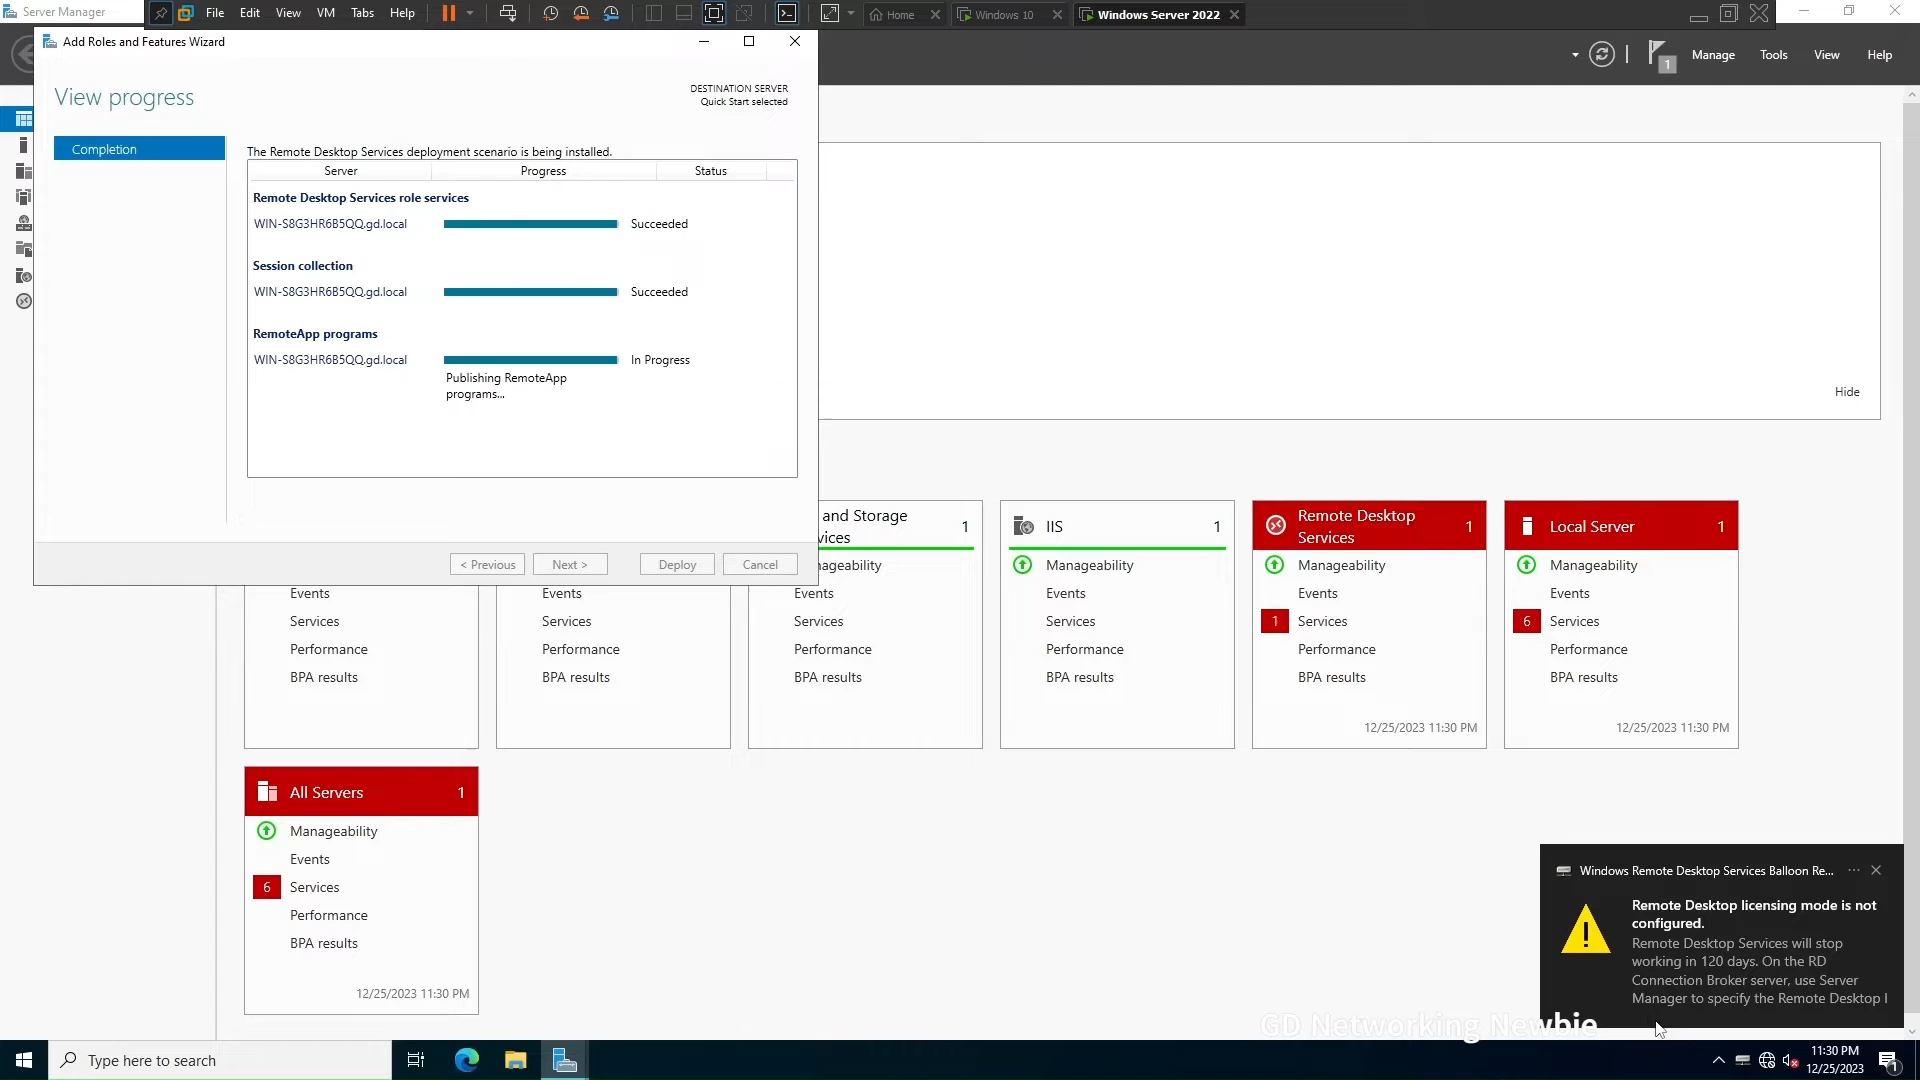 Server Manager
File Edit View VM Tabs Help
Home
Windows 10
Windows Server 2022
Add Roles and Features Wizard
1
Manage Tools View Help
View progress
DESTINATION SERVER
Quick Start selected
Completion
The Remote Desktop Services deployment scenario is being installed.
Server Progress Status
Remote Desktop Services role services
WIN-S8G3HR6B5QQ.gd.local Succeeded
Session collection
WIN-S8G3HR6B5QQ.gd.local Succeeded
RemoteApp programs
WIN-S8G3HR6B5QQ.gd.local In Progress
Publishing RemoteApp
programs...
Hide
< Previous Next > Deploy Cancel
Events
Services
Performance
BPA results
Events
Services
Performance
BPA results
and Storage
vices
1
nageability
Events
Services
Performance
BPA results
IIS 1
Manageability
Events
Services
Performance
BPA results
Remote Desktop
Services
1
Manageability
Events
1 Services
Performance
BPA results
12/25/2023 11:30 PM
Local Server 1
Manageability
Events
6 Services
Performance
BPA results
12/25/2023 11:30 PM
All Servers 1
Manageability
Events
6 Services
Performance
BPA results
12/25/2023 11:30 PM
Windows Remote Desktop Services Balloon Re...
Remote Desktop licensing mode is not
configured.
Remote Desktop Services will stop
working in 120 days. On the RD
Connection Broker server, use Server
Manager to specify the Remote Desktop l
GD Networking Newbie
Type here to search
11:30 PM
12/25/2023
1